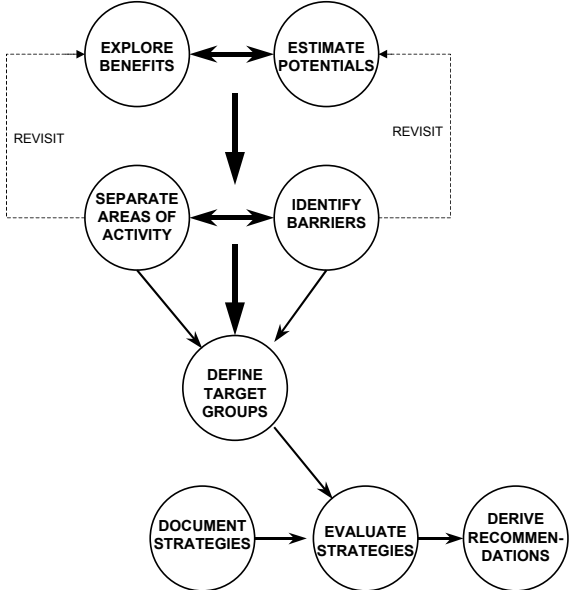 EXPLORE
BENEFITS
ESTIMATE
POTENTIALS
REVISIT
REVISIT
SEPARATE
AREAS OF
ACTIVITY
IDENTIFY
BARRIERS
DEFINE
TARGET
GROUPS
DOCUMENT
STRATEGIES
EVALUATE
STRATEGIES
DERIVE
RECOMMEN-
DATIONS